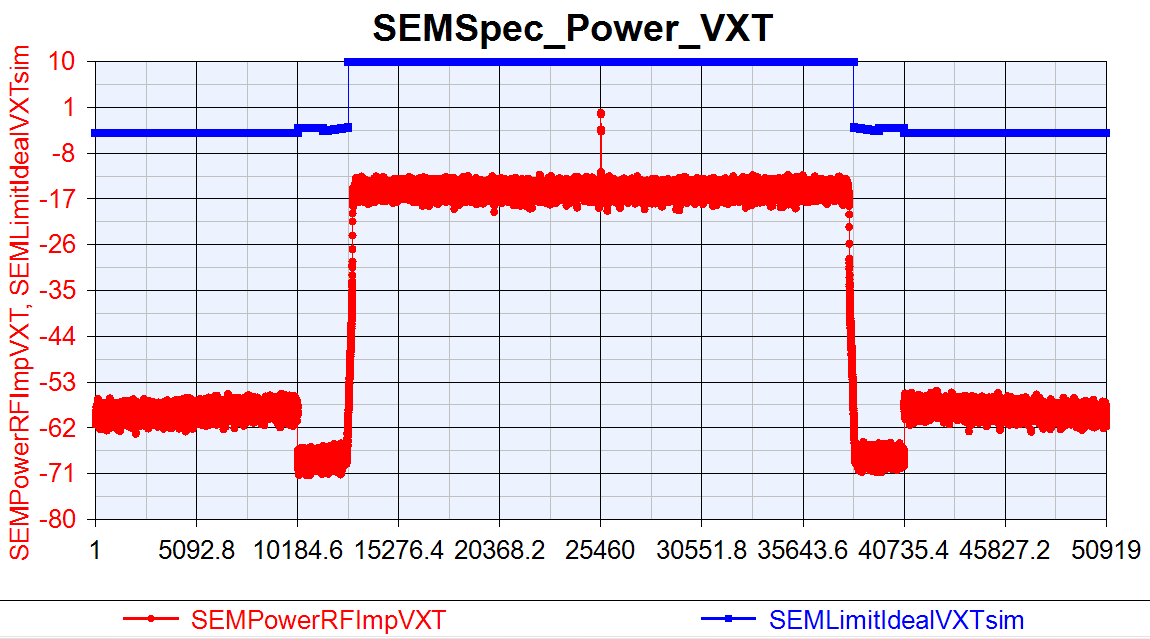 SEMSpec_Power_VXT
SEMPowerRFImpVXT, SEMLimitIdealVXTsim
10
1
-8
-17
-26
-35
-44
-53
-62
-71
-80
1 5092.8 10184.6 15276.4 20368.2 25460 30551.8 35643.6 40735.4 45827.2 50919
SEMPowerRFImpVXT SEMLimitIdealVXTsim